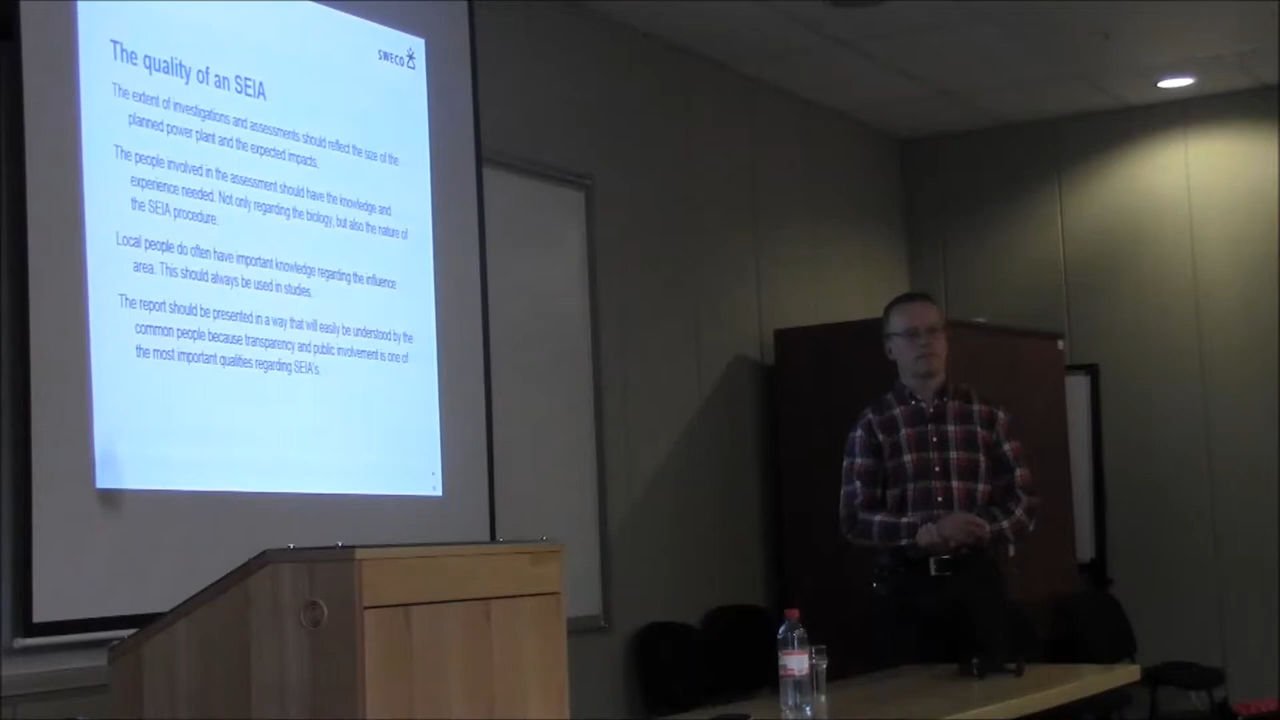 SWECO
The quality of an SEIA
The extent of investigations and assessments should reflect the size of the
planned power plant and the expected impacts.
The people involved in the assessment should have the knowledge and
experience needed. Not only regarding the biology, but also the nature of
the SEIA procedure.
Local people do often have important knowledge regarding the influence
area. This should always be used in studies.
The report should be presented in a way that will easily be understood by the
common people because transparency and public involvement is one of
the most important qualities regarding SEIA's.